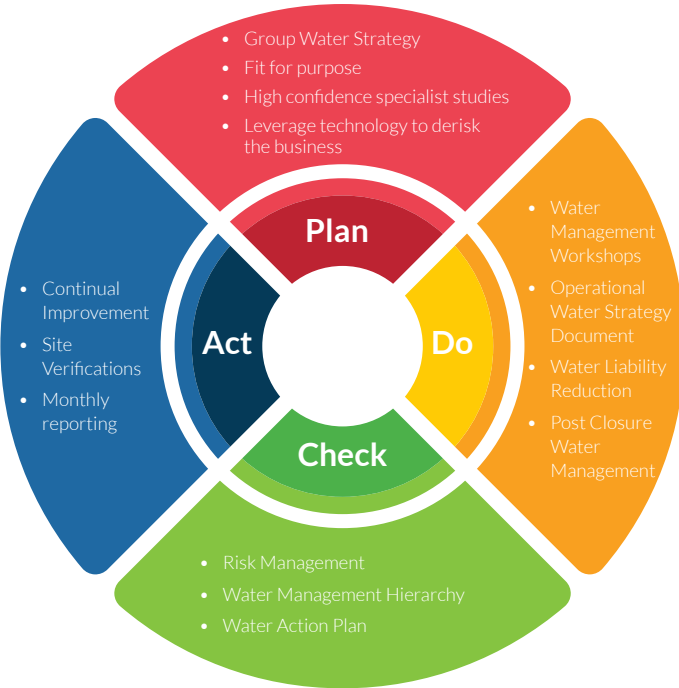 • Group Water Strategy
• Fit for purpose
• High confidence specialist studies
• Leverage technology to derisk
the business
Plan
• Water
Management
Workshops
• Operational
Water Strategy
Document
• Water Liability
Reduction
• Post Closure
Water
Management
Do
Check
• Risk Management
• Water Management Hierarchy
• Water Action Plan
Act
• Continual
Improvement
• Site
Verifications
• Monthly
reporting